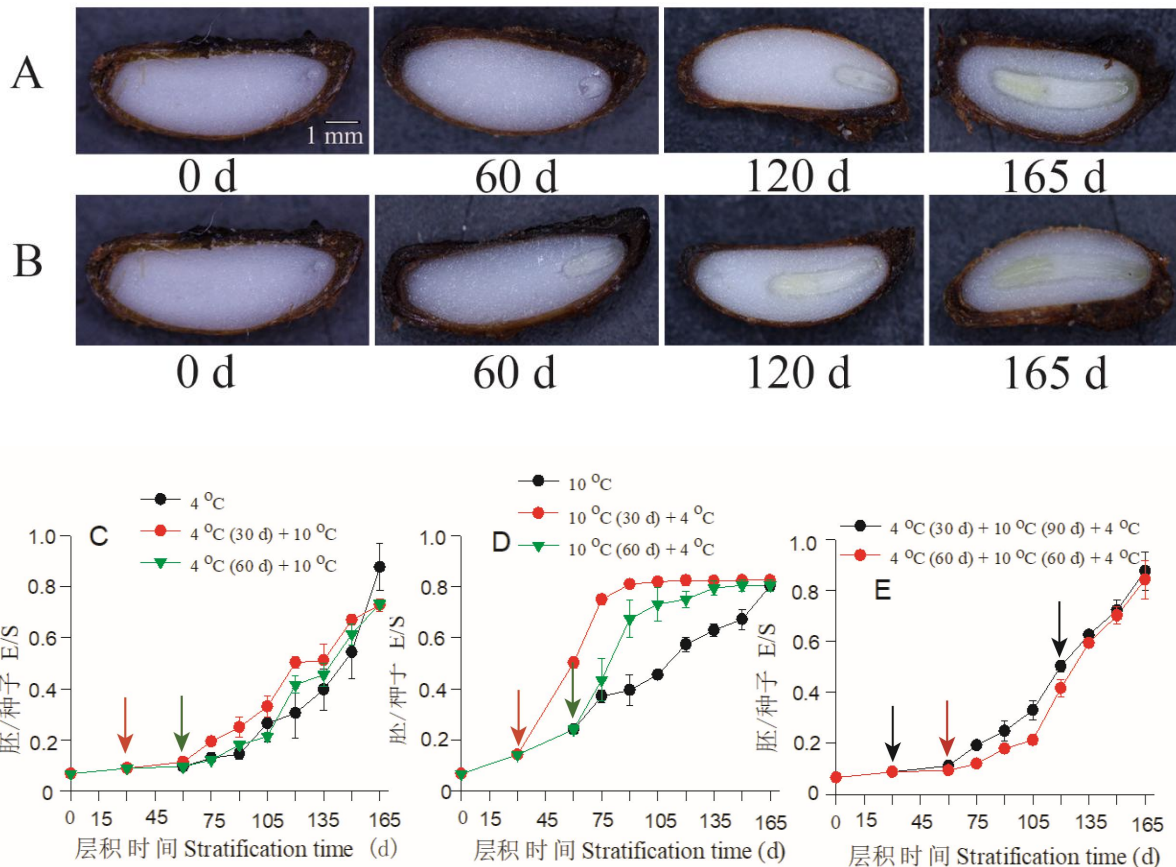 A
1 mm
0 d
60 d
120 d
165 d
B
0 d
60 d
120 d
165 d
C
4 °C
4 °C (30 d) + 10 °C
4 °C (60 d) + 10 °C
胚/种子 E/S
1.0
0.8
0.6
0.4
0.2
0
0 15 45 75 105 135 165
层积时间 Stratification time (d)
D
10 °C
10 °C (30 d) + 4 °C
10 °C (60 d) + 4 °C
胚/种子 E/S
1.0
0.8
0.6
0.4
0.2
0
0 15 45 75 105 135 165
层积时间 Stratification time (d)
E
4 °C (30 d) + 10 °C (90 d) + 4 °C
4 °C (60 d) + 10 °C (60 d) + 4 °C
胚/种子 E/S
1.0
0.8
0.6
0.4
0.2
0
0 15 45 75 105 135 165
层积时间 Stratification time (d)